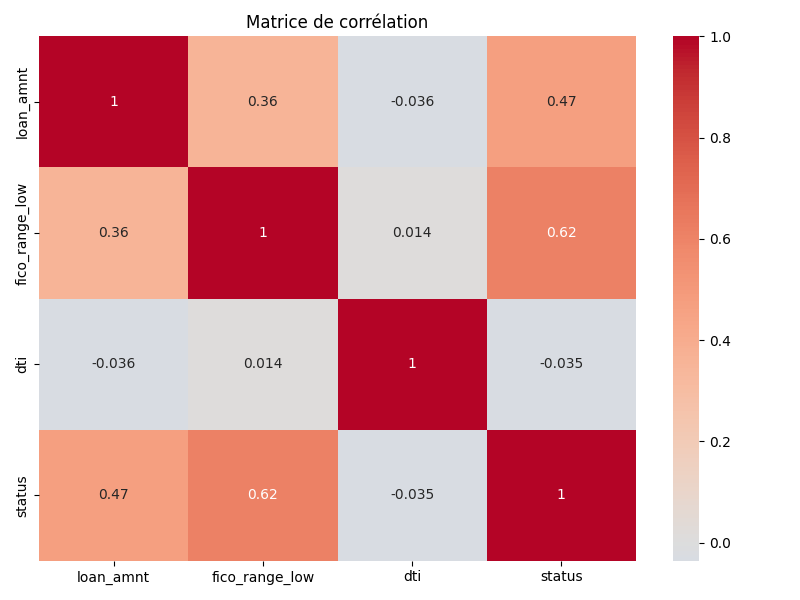 Matrice de corrélation
loan_amnt 1 0.36 -0.036 0.47
fico_range_low 0.36 1 0.014 0.62
dti -0.036 0.014 1 -0.035
status 0.47 0.62 -0.035 1
loan_amnt fico_range_low dti status
1.0
0.8
0.6
0.4
0.2
0.0